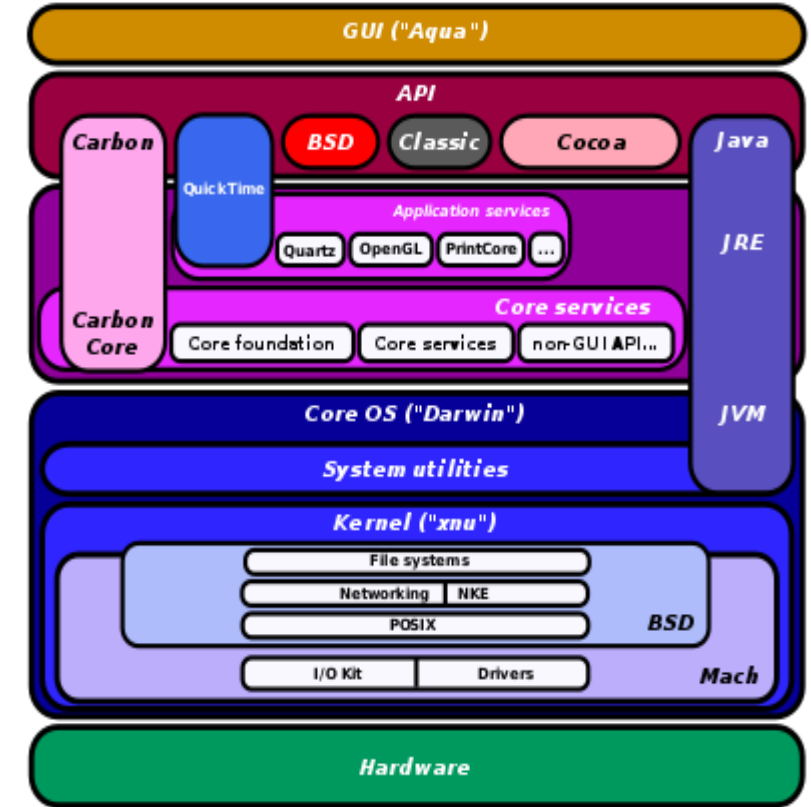 GUI ("Aqua")
API
Carbon
BSD
Classic
Cocoa
Java
QuickTime
Application services
Quartz
OpenGL
PrintCore
...
JRE
Core services
Carbon
Core
Core foundation
Core services
non-GUI API...
Core OS ("Darwin")
JVM
System utilities
Kernel ("xnu")
File systems
Networking
NKE
POSIX
BSD
I/O Kit
Drivers
Mach
Hardware